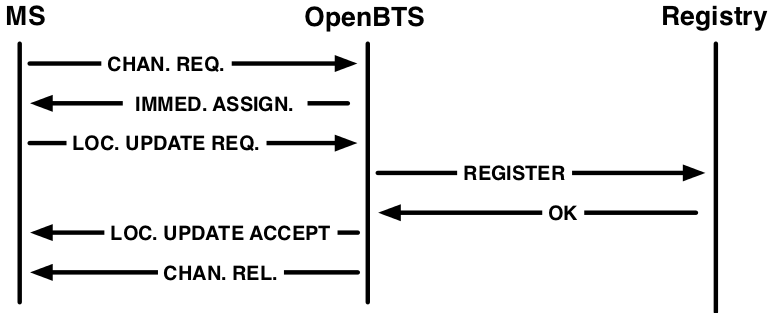 MS OpenBTS Registry
CHAN. REQ.
IMMED. ASSIGN.
LOC. UPDATE REQ.
REGISTER
OK
LOC. UPDATE ACCEPT
CHAN. REL.